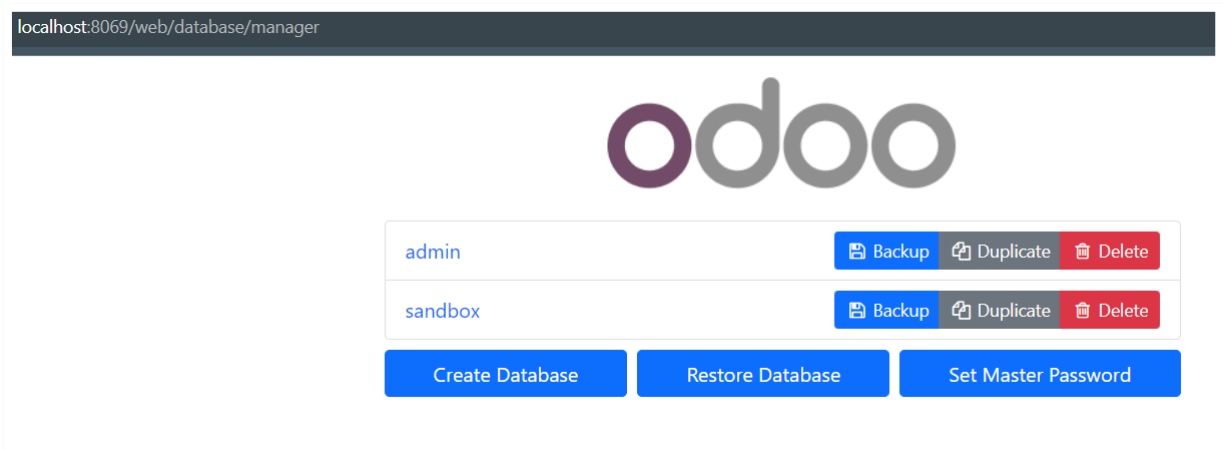 localhost:8069/web/database/manager
odoo
admin Backup Duplicate Delete
sandbox Backup Duplicate Delete
Create Database Restore Database Set Master Password